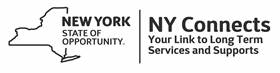 NEW YORK
STATE OF
OPPORTUNITY.
NY Connects
Your Link to Long Term
Services and Supports